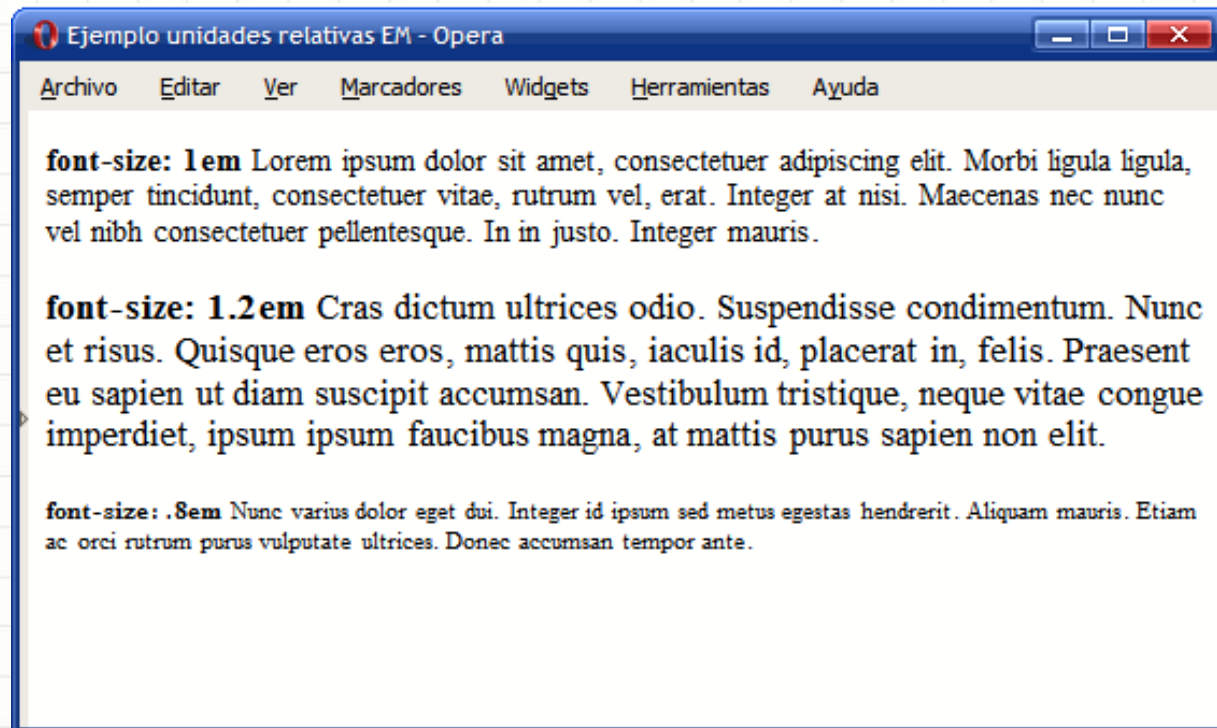 Ejemplo unidades relativas EM - Opera
Archivo Editar Ver Marcadores Widgets Herramientas Ayuda
font-size: 1em Lorem ipsum dolor sit amet, consectetuer adipiscing elit. Morbi ligula ligula,
semper tincidunt, consectetuer vitae, rutrum vel, erat. Integer at nisi. Maecenas nec nunc
vel nibh consectetuer pellentesque. In in justo. Integer mauris.
font-size: 1.2em Cras dictum ultrices odio. Suspendisse condimentum. Nunc
et risus. Quisque eros eros, mattis quis, iaculis id, placerat in, felis. Praesent
eu sapien ut diam suscipit accumsan. Vestibulum tristique, neque vitae congue
imperdiet, ipsum ipsum faucibus magna, at mattis purus sapien non elit.
font-size: .8em Nunc varius dolor eget dui. Integer id ipsum sed metus egestas hendrerit. Aliquam mauris. Etiam
ac orci rutrum purus vulputate ultrices. Donec accumsan tempor ante.